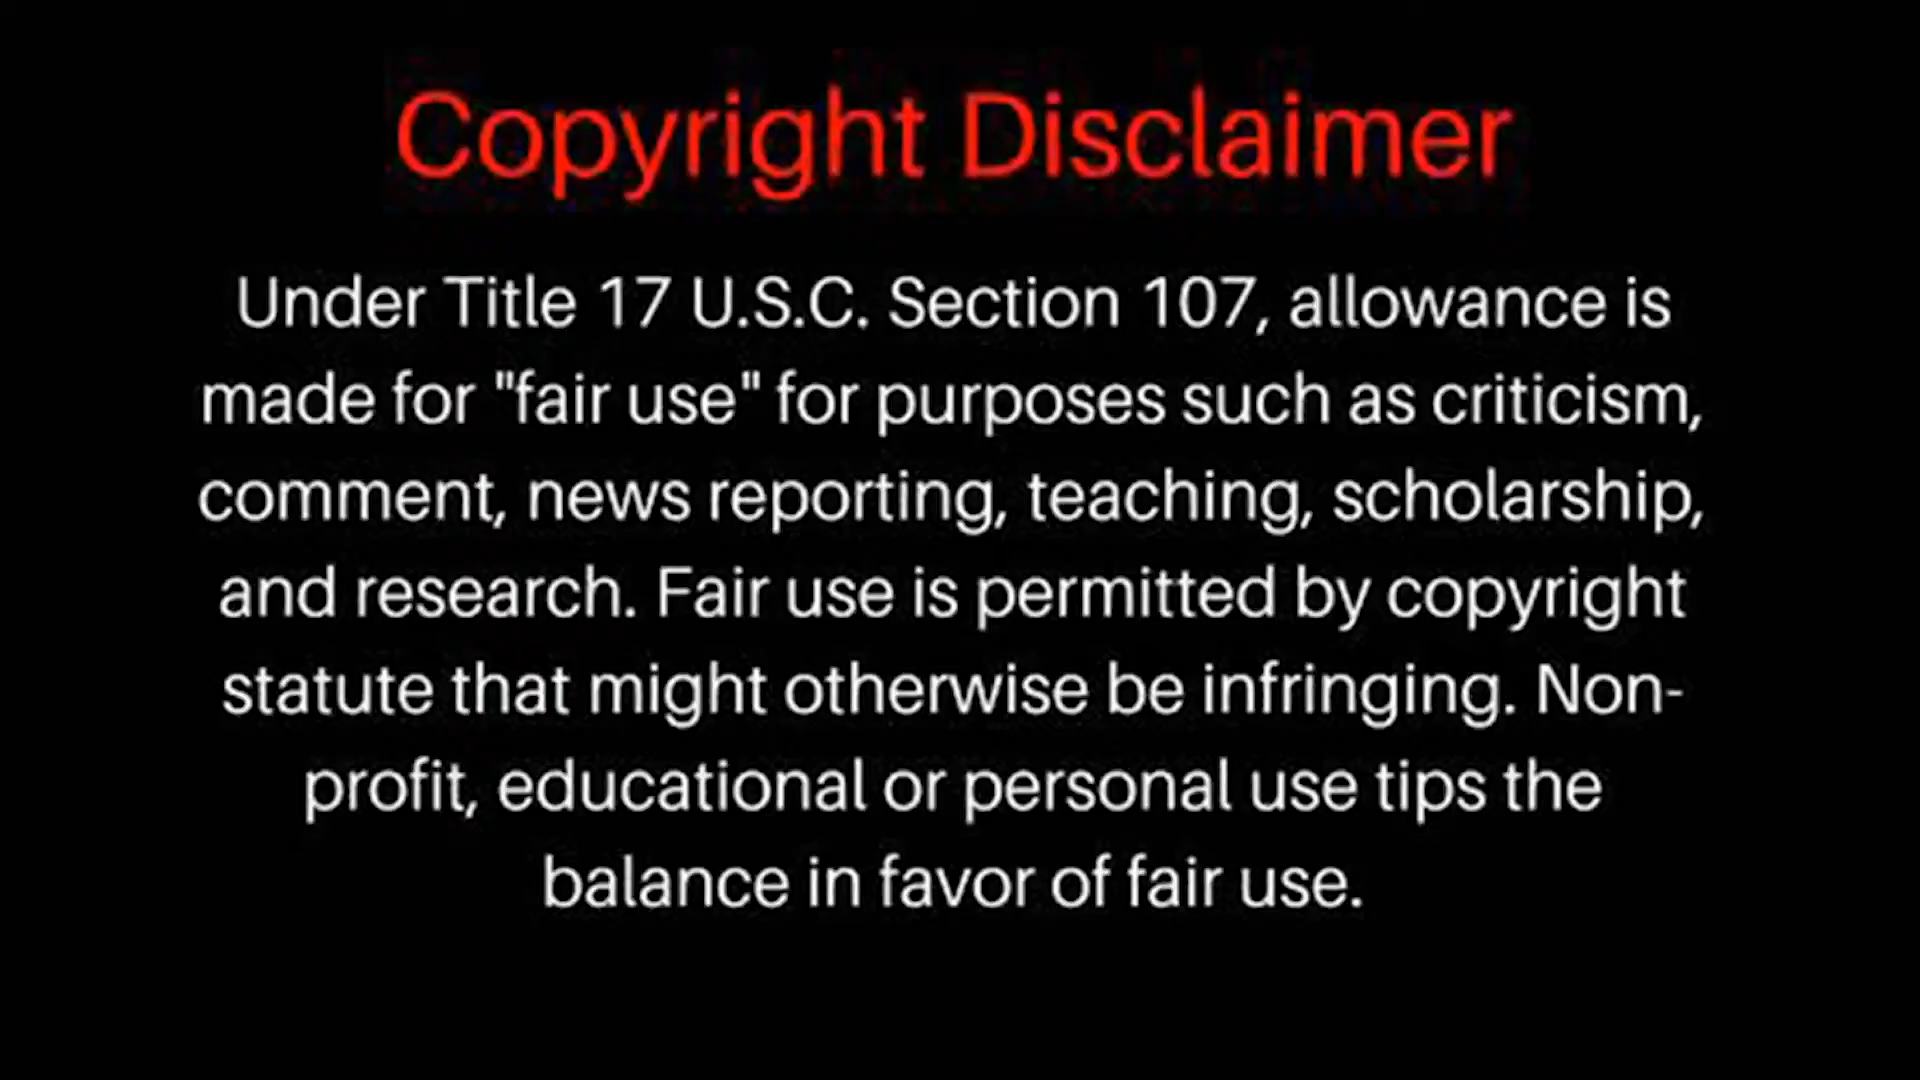 Copyright Disclaimer
Under Title 17 U.S.C. Section 107, allowance is
made for "fair use" for purposes such as criticism,
comment, news reporting, teaching, scholarship,
and research. Fair use is permitted by copyright
statute that might otherwise be infringing. Non-
profit, educational or personal use tips the
balance in favor of fair use.